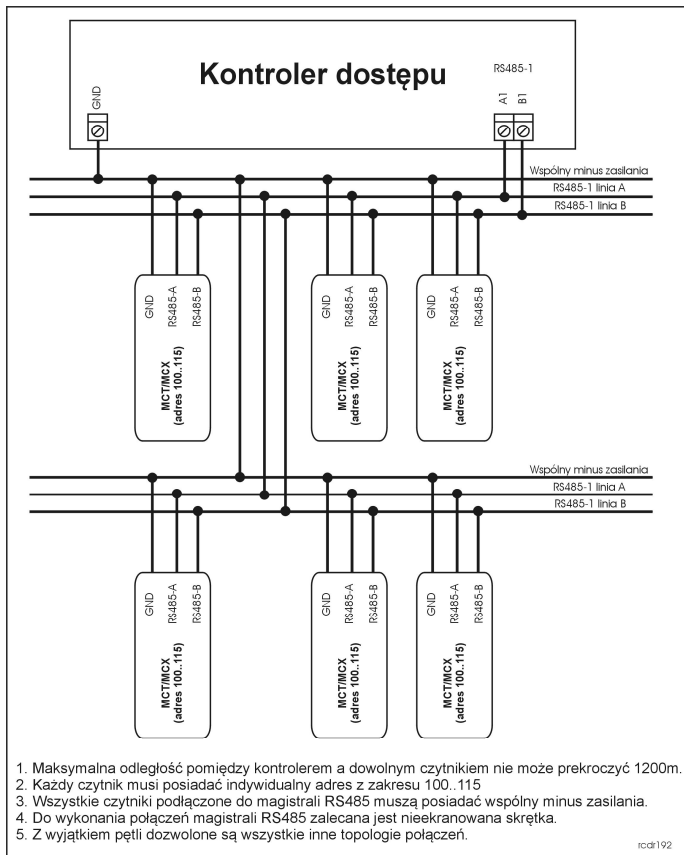 Kontroler dostępu
RS485-1
GND
A1
B1
Wspólny minus zasilania
RS485-1 linia A
RS485-1 linia B
GND
RS485-A
RS485-B
MCT/MCX
(adres 100..115)
GND
RS485-A
RS485-B
MCT/MCX
(adres 100..115)
GND
RS485-A
RS485-B
MCT/MCX
(adres 100..115)
Wspólny minus zasilania
RS485-1 linia A
RS485-1 linia B
GND
RS485-A
RS485-B
MCT/MCX
(adres 100..115)
GND
RS485-A
RS485-B
MCT/MCX
(adres 100..115)
GND
RS485-A
RS485-B
MCT/MCX
(adres 100..115)
1. Maksymalna odległość pomiędzy kontrolerem a dowolnym czytnikiem nie może prekroczyć 1200m.
2. Każdy czytnik musi posiadać indywidualny adres z zakresu 100..115
3. Wszystkie czytniki podłączone do magistrali RS485 muszą posiadać wspólny minus zasilania.
4. Do wykonania połączeń magistrali RS485 zalecana jest nieekranowana skrętka.
5. Z wyjątkiem pętli dozwolone są wszystkie inne topologie połączeń.
rcdr192